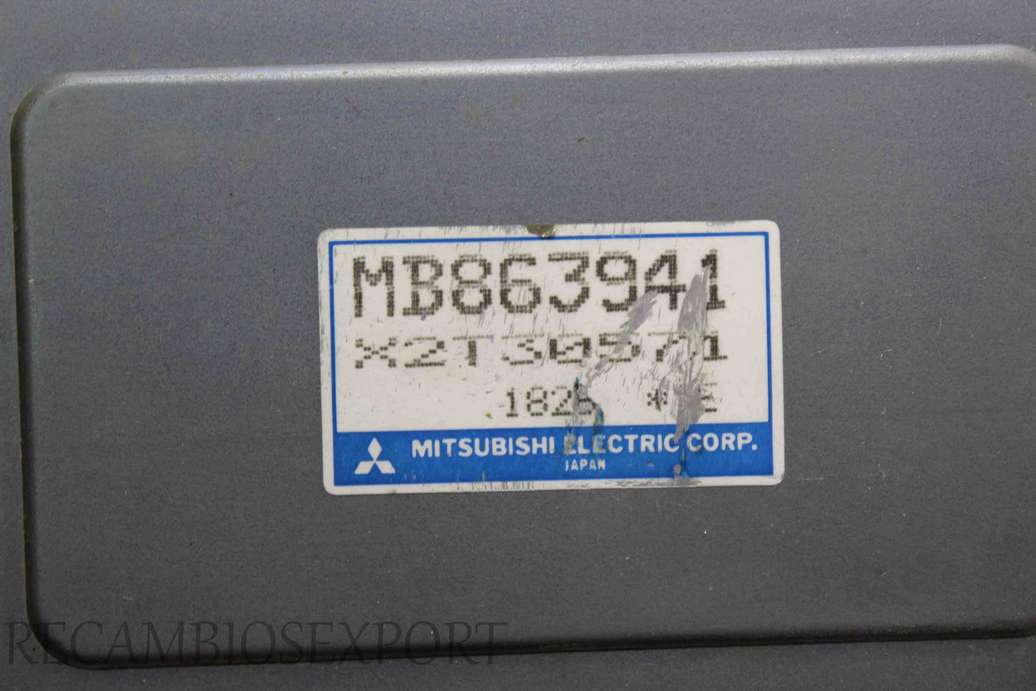 MB863941
X2T30571
MITSUBISHI ELECTRIC CORP.
JAPAN
RECAMBIOSEXPORT